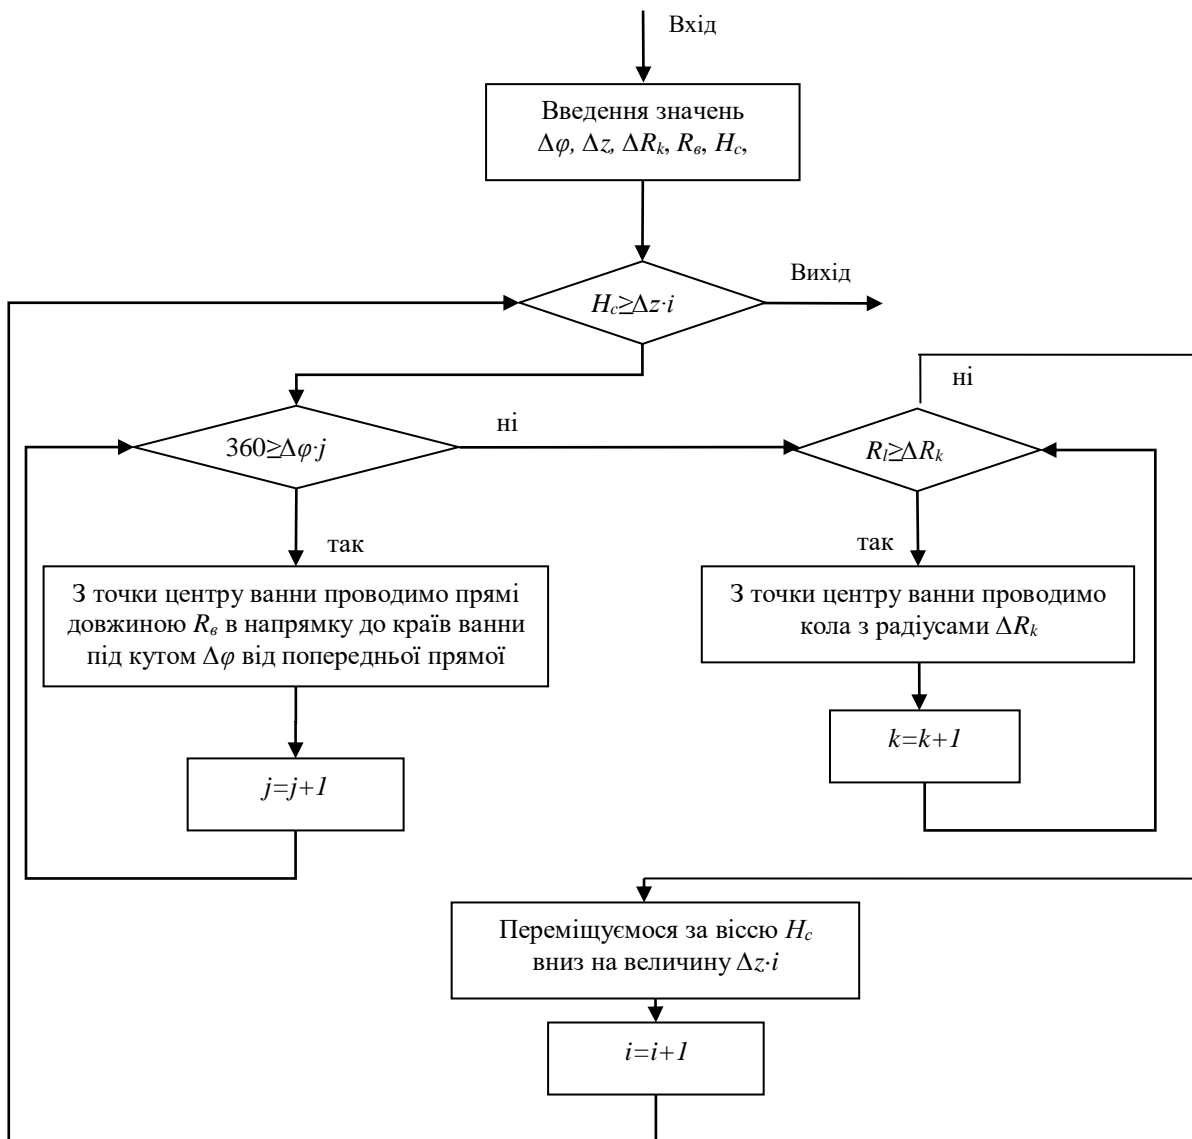 Вхід
Введення значень
Δφ, Δz, ΔRk, Rв, Hc,
Вихід
Hc≥Δz·i
ні
ні
360≥Δφ·j
Rl≥ΔRk
так
так
З точки центру ванни проводимо прямі
довжиною Rв в напрямку до країв ванни
під кутом Δφ від попередньої прямої
З точки центру ванни проводимо
кола з радіусами ΔRk
k=k+1
j=j+1
Переміщуємося за віссю Hc
вниз на величину Δz·i
i=i+1